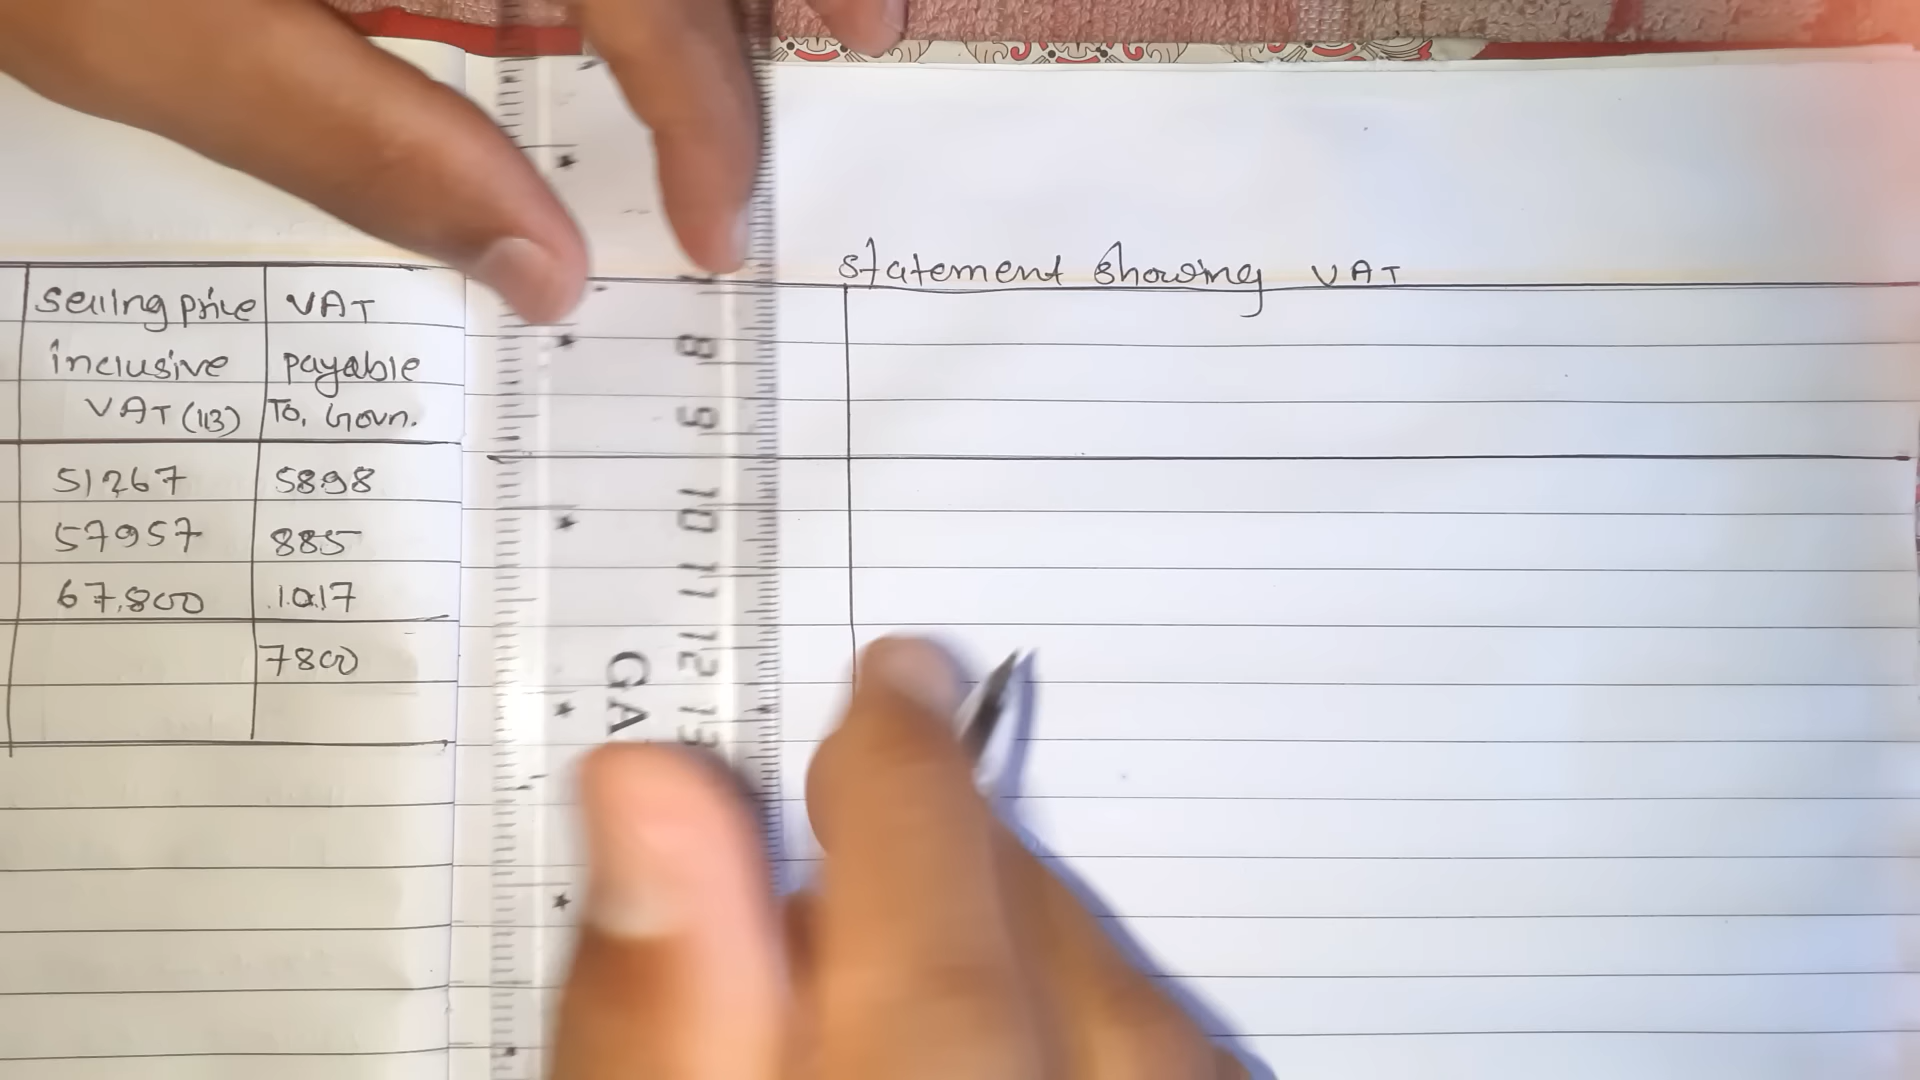 statement showing VAT
selling price VAT
inclusive payable
VAT (113) To, Govn.
51267 5898
57957 885
67,800 1017
7800
8
9
10
11
12
13
GA